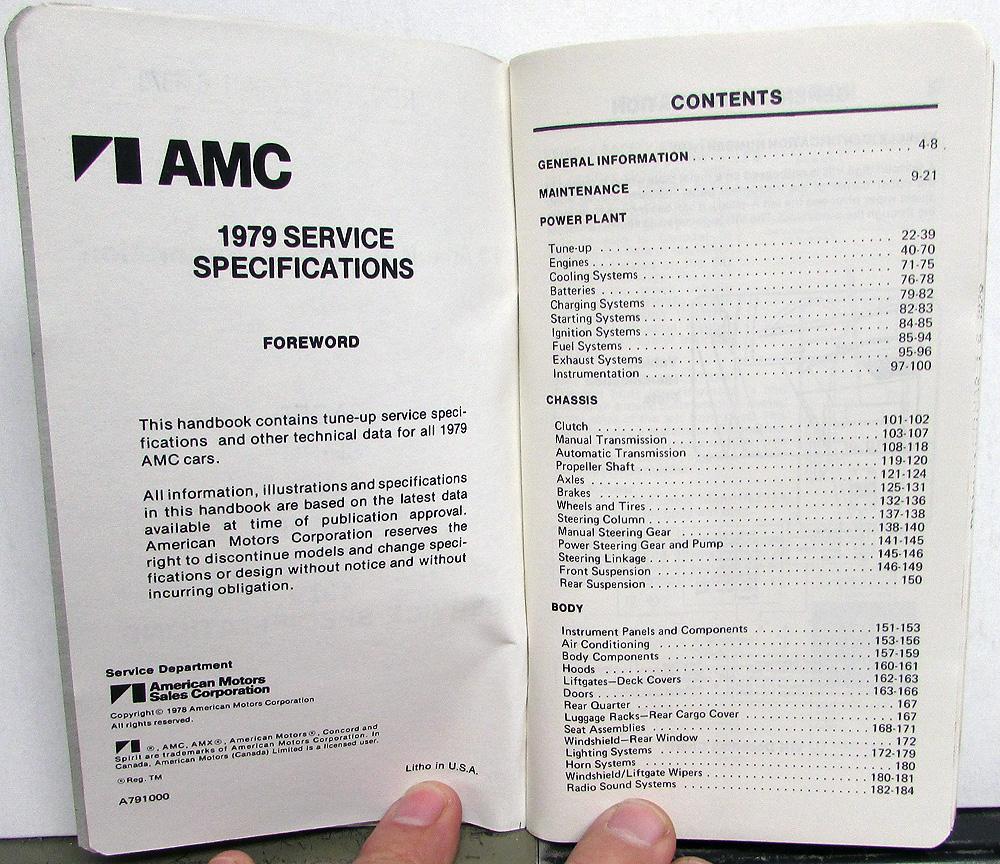 AMC
1979 SERVICE
SPECIFICATIONS
FOREWORD
This handbook contains tune-up service speci-
fications and other technical data for all 1979
AMC cars.
All information, illustrations and specifications
in this handbook are based on the latest data
available at time of publication approval.
American Motors Corporation reserves the
right to discontinue models and change speci-
fications or design without notice and without
incurring obligation.
Service Department
American Motors
Sales Corporation
Copyright © 1978 American Motors Corporation
All rights reserved.
®, AMC, AMX®, American Motors®, Concord and
Spirit are trademarks of American Motors Corporation. In
Canada, American Motors (Canada) Limited is a licensed user.
® Reg. TM
Litho in U.S.A.
A791000
CONTENTS
GENERAL INFORMATION . . . . . . . . . . 4-8
MAINTENANCE . . . . . . . . . . 9-21
POWER PLANT
Tune-up . . . . . . . . . . 22-39
Engines . . . . . . . . . . 40-70
Cooling Systems . . . . . . . . . . 71-75
Batteries . . . . . . . . . . 76-78
Charging Systems . . . . . . . . . . 79-82
Starting Systems . . . . . . . . . . 82-83
Ignition Systems . . . . . . . . . . 84-85
Fuel Systems . . . . . . . . . . 85-94
Exhaust Systems . . . . . . . . . . 95-96
Instrumentation . . . . . . . . . . 97-100
CHASSIS
Clutch . . . . . . . . . . 101-102
Manual Transmission . . . . . . . . . . 103-107
Automatic Transmission . . . . . . . . . . 108-118
Propeller Shaft . . . . . . . . . . 119-120
Axles . . . . . . . . . . 121-124
Brakes . . . . . . . . . . 125-131
Wheels and Tires . . . . . . . . . . 132-136
Steering Column . . . . . . . . . . 137-138
Manual Steering Gear . . . . . . . . . . 138-140
Power Steering Gear and Pump . . . . . . . . . . 141-145
Steering Linkage . . . . . . . . . . 145-146
Front Suspension . . . . . . . . . . 146-149
Rear Suspension . . . . . . . . . . 150
BODY
Instrument Panels and Components . . . . . . . . . . 151-153
Air Conditioning . . . . . . . . . . 153-156
Body Components . . . . . . . . . . 157-159
Hoods . . . . . . . . . . 160-161
Liftgates—Deck Covers . . . . . . . . . . 162-163
Doors . . . . . . . . . . 163-166
Rear Quarter . . . . . . . . . . 167
Luggage Racks—Rear Cargo Cover . . . . . . . . . . 167
Seat Assemblies . . . . . . . . . . 168-171
Windshield—Rear Window . . . . . . . . . . 172
Lighting Systems . . . . . . . . . . 172-179
Horn Systems . . . . . . . . . . 180
Windshield/Liftgate Wipers . . . . . . . . . . 180-181
Radio Sound Systems . . . . . . . . . . 182-184